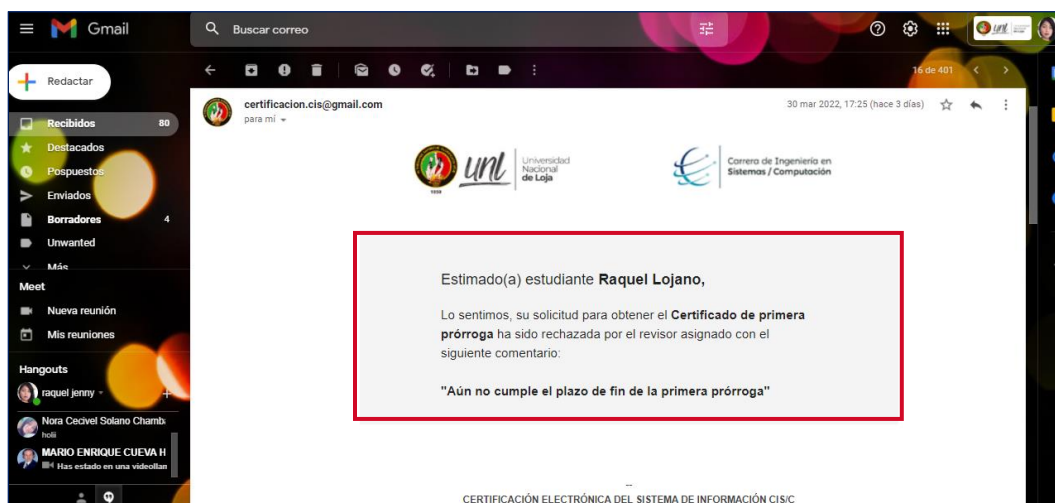 Gmail
Buscar correo
unl
Redactar
16 de 401
Recibidos 80
Destacados
Pospuestos
Enviados
Borradores 4
Unwanted
Más
Meet
Nueva reunión
Mis reuniones
Hangouts
raquel jenny
Nora Cecivel Solano Chamba
holii
MARIO ENRIQUE CUEVA H
Has estado en una videollam
certificacion.cis@gmail.com
30 mar 2022, 17:25 (hace 3 días)
para mí
1859
unl
Universidad
Nacional
de Loja
Carrera de Ingeniería en
Sistemas / Computación
Estimado(a) estudiante Raquel Lojano,
Lo sentimos, su solicitud para obtener el Certificado de primera
prórroga ha sido rechazada por el revisor asignado con el
siguiente comentario:
"Aún no cumple el plazo de fin de la primera prórroga"
--
CERTIFICACIÓN ELECTRÓNICA DEL SISTEMA DE INFORMACIÓN CIS/C